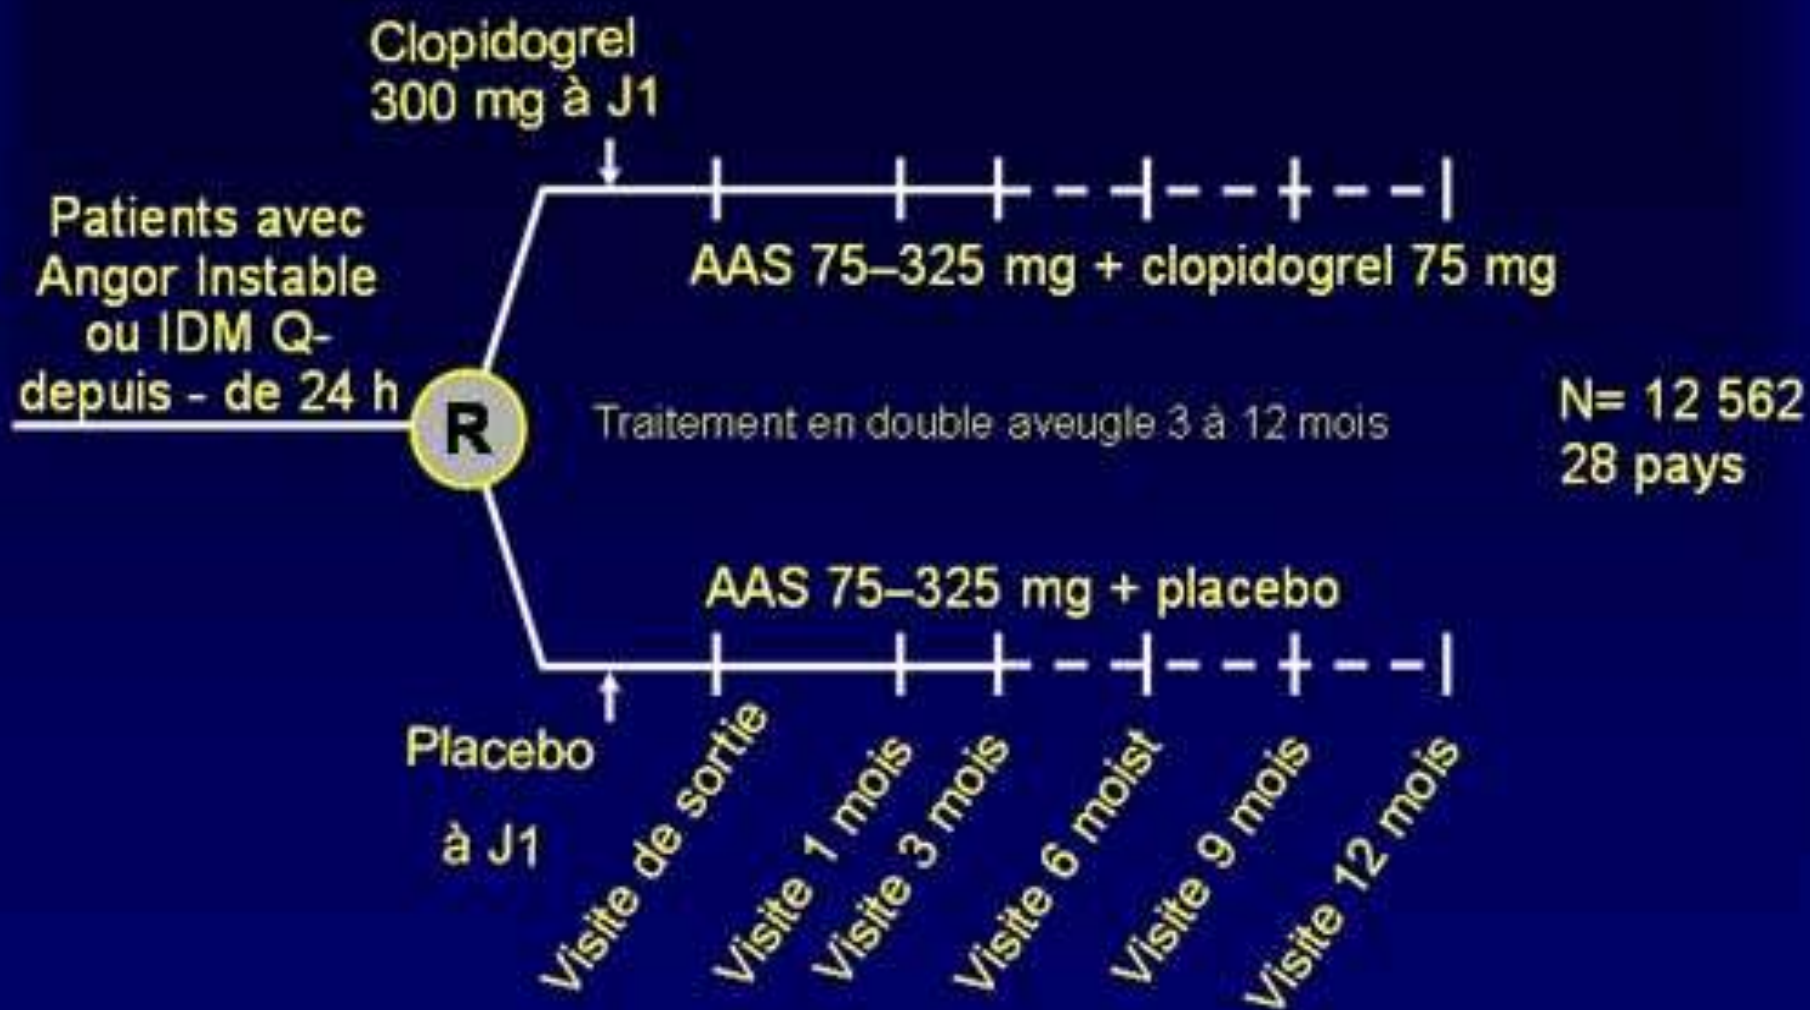 Clopidogrel
300 mg à J1
Patients avec
Angor Instable
ou IDM Q-
depuis - de 24 h
R
AAS 75–325 mg + clopidogrel 75 mg
Traitement en double aveugle 3 à 12 mois
N= 12 562
28 pays
AAS 75–325 mg + placebo
Placebo
à J1
Visite de sortie
Visite 1 mois
Visite 3 mois
Visite 6 moist
Visite 9 mois
Visite 12 mois